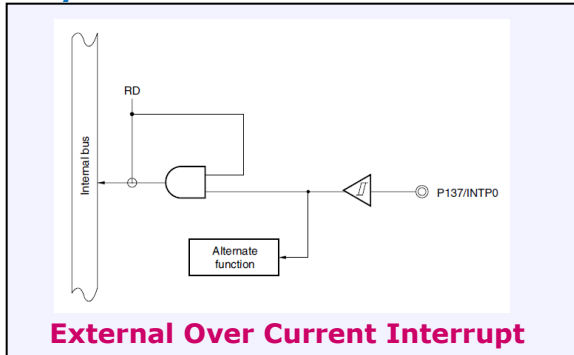 RD
Internal bus
P137/INTP0
Alternate
function
External Over Current Interrupt